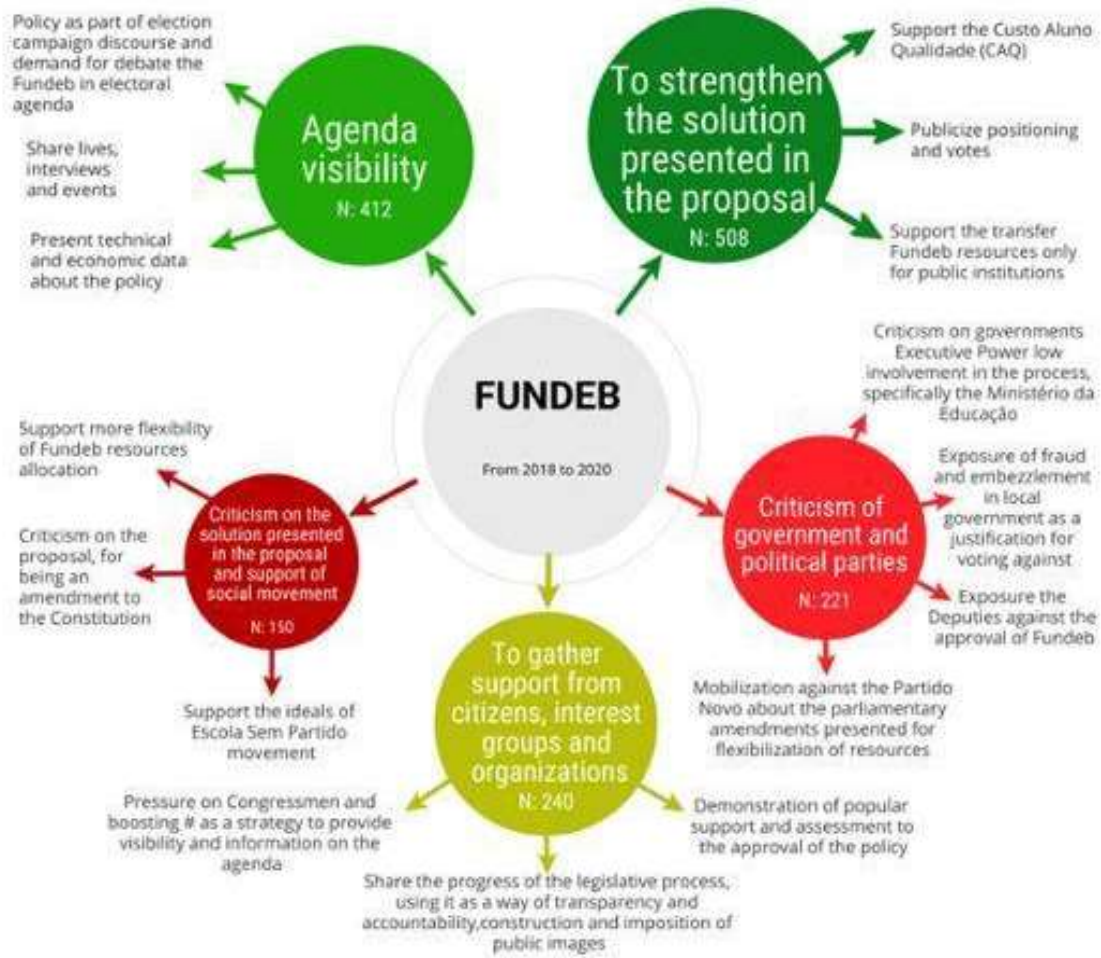 Policy as part of election
campaign discourse and
demand for debate the
Fundeb in electoral
agenda
Share lives,
interviews
and events
Present technical
and economic data
about the policy
Agenda
visibility
N: 412
To strengthen
the solution
presented in
the proposal
N: 508
Support the Custo Aluno
Qualidade (CAQ)
Publicize positioning
and votes
Support the transfer
Fundeb resources only
for public institutions
FUNDEB
From 2018 to 2020
Support more flexibility
of Fundeb resources
allocation
Criticism on the
proposal, for
being an
amendment to
the Constitution
Criticism on the
solution presented
in the proposal
and support of
social movement
N: 150
Support the ideals of
Escola Sem Partido
movement
Criticism on governments
Executive Power low
involvement in the process,
specifically the Ministério da
Educação
Criticism of
government and
political parties
N: 221
Exposure of fraud
and embezzlement
in local
government as a
justification for
voting against
Exposure the
Deputies against the
approval of Fundeb
Mobilization against the Partido
Novo about the parliamentary
amendments presented for
flexibilization of resources
To gather
support from
citizens, interest
groups and
organizations
N: 240
Pressure on Congressmen and
boosting # as a strategy to provide
visibility and information on the
agenda
Share the progress of the legislative process,
using it as a way of transparency and
accountability,construction and imposition of
public images
Demonstration of popular
support and assessment to
the approval of the policy